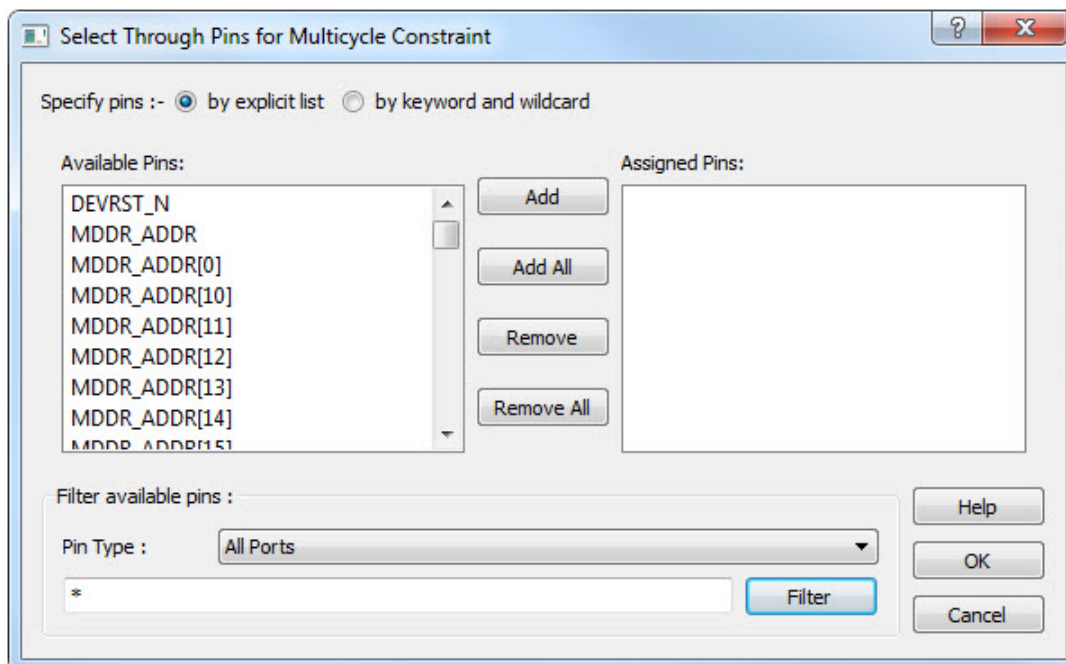 Select Through Pins for Multicycle Constraint
Specify pins :- by explicit list by keyword and wildcard
Available Pins:
Assigned Pins:
DEVRST_N
MDDR_ADDR
MDDR_ADDR[0]
MDDR_ADDR[10]
MDDR_ADDR[11]
MDDR_ADDR[12]
MDDR_ADDR[13]
MDDR_ADDR[14]
MDDR_ADDR[15]
Add
Add All
Remove
Remove All
Filter available pins :
Pin Type : All Ports
*
Filter
Help
OK
Cancel